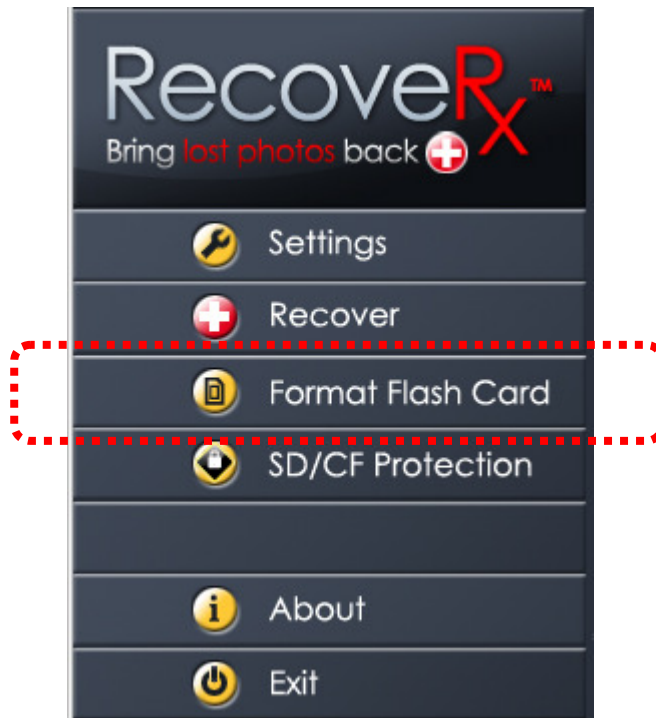 RecoveRx™
Bring lost photos back
Settings
Recover
Format Flash Card
SD/CF Protection
About
Exit